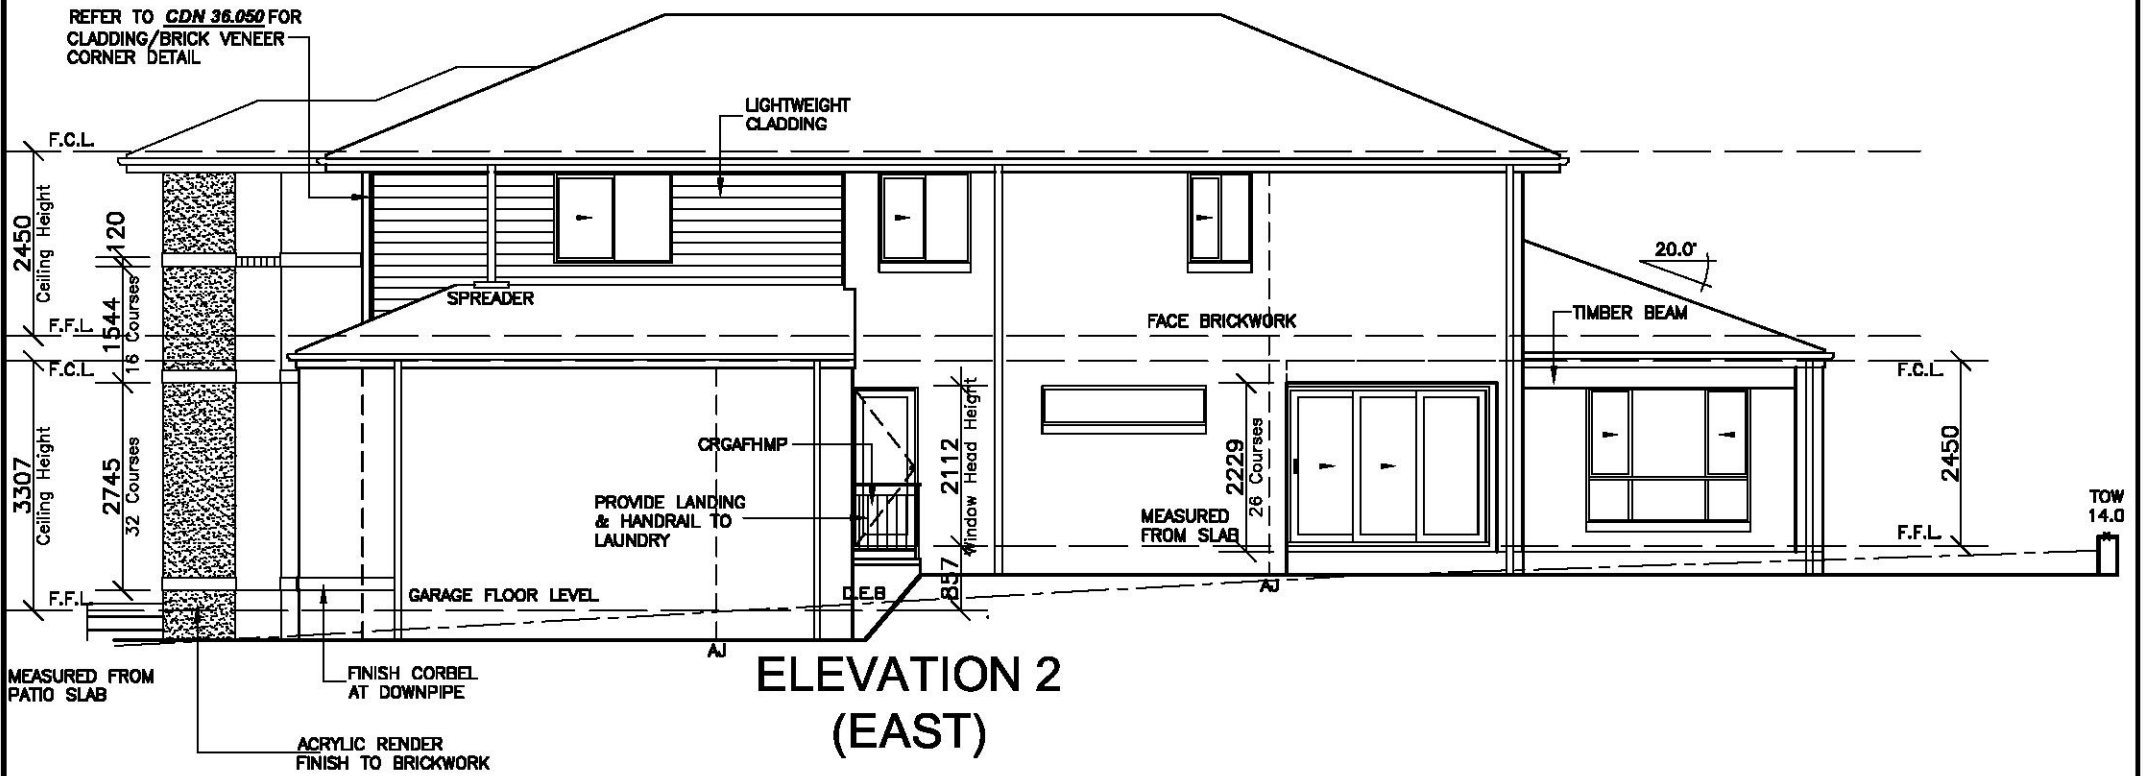 REFER TO CDN 36.050 FOR
CLADDING/BRICK VENEER
CORNER DETAIL
LIGHTWEIGHT
CLADDING
F.C.L.
2450
Ceiling Height
120
1544
16 Courses
F.F.L.
F.C.L.
3307
Ceiling Height
2745
32 Courses
F.F.L.
SPREADER
FACE BRICKWORK
20.0°
TIMBER BEAM
CRGAFHMP
PROVIDE LANDING
& HANDRAIL TO
LAUNDRY
2112
Window Head Height
857
2229
26 Courses
MEASURED
FROM SLAB
F.C.L.
2450
F.F.L.
TOW
14.0
GARAGE FLOOR LEVEL
D.E.B
AJ
AJ
MEASURED FROM
PATIO SLAB
FINISH CORBEL
AT DOWNPIPE
ACRYLIC RENDER
FINISH TO BRICKWORK
ELEVATION 2
(EAST)